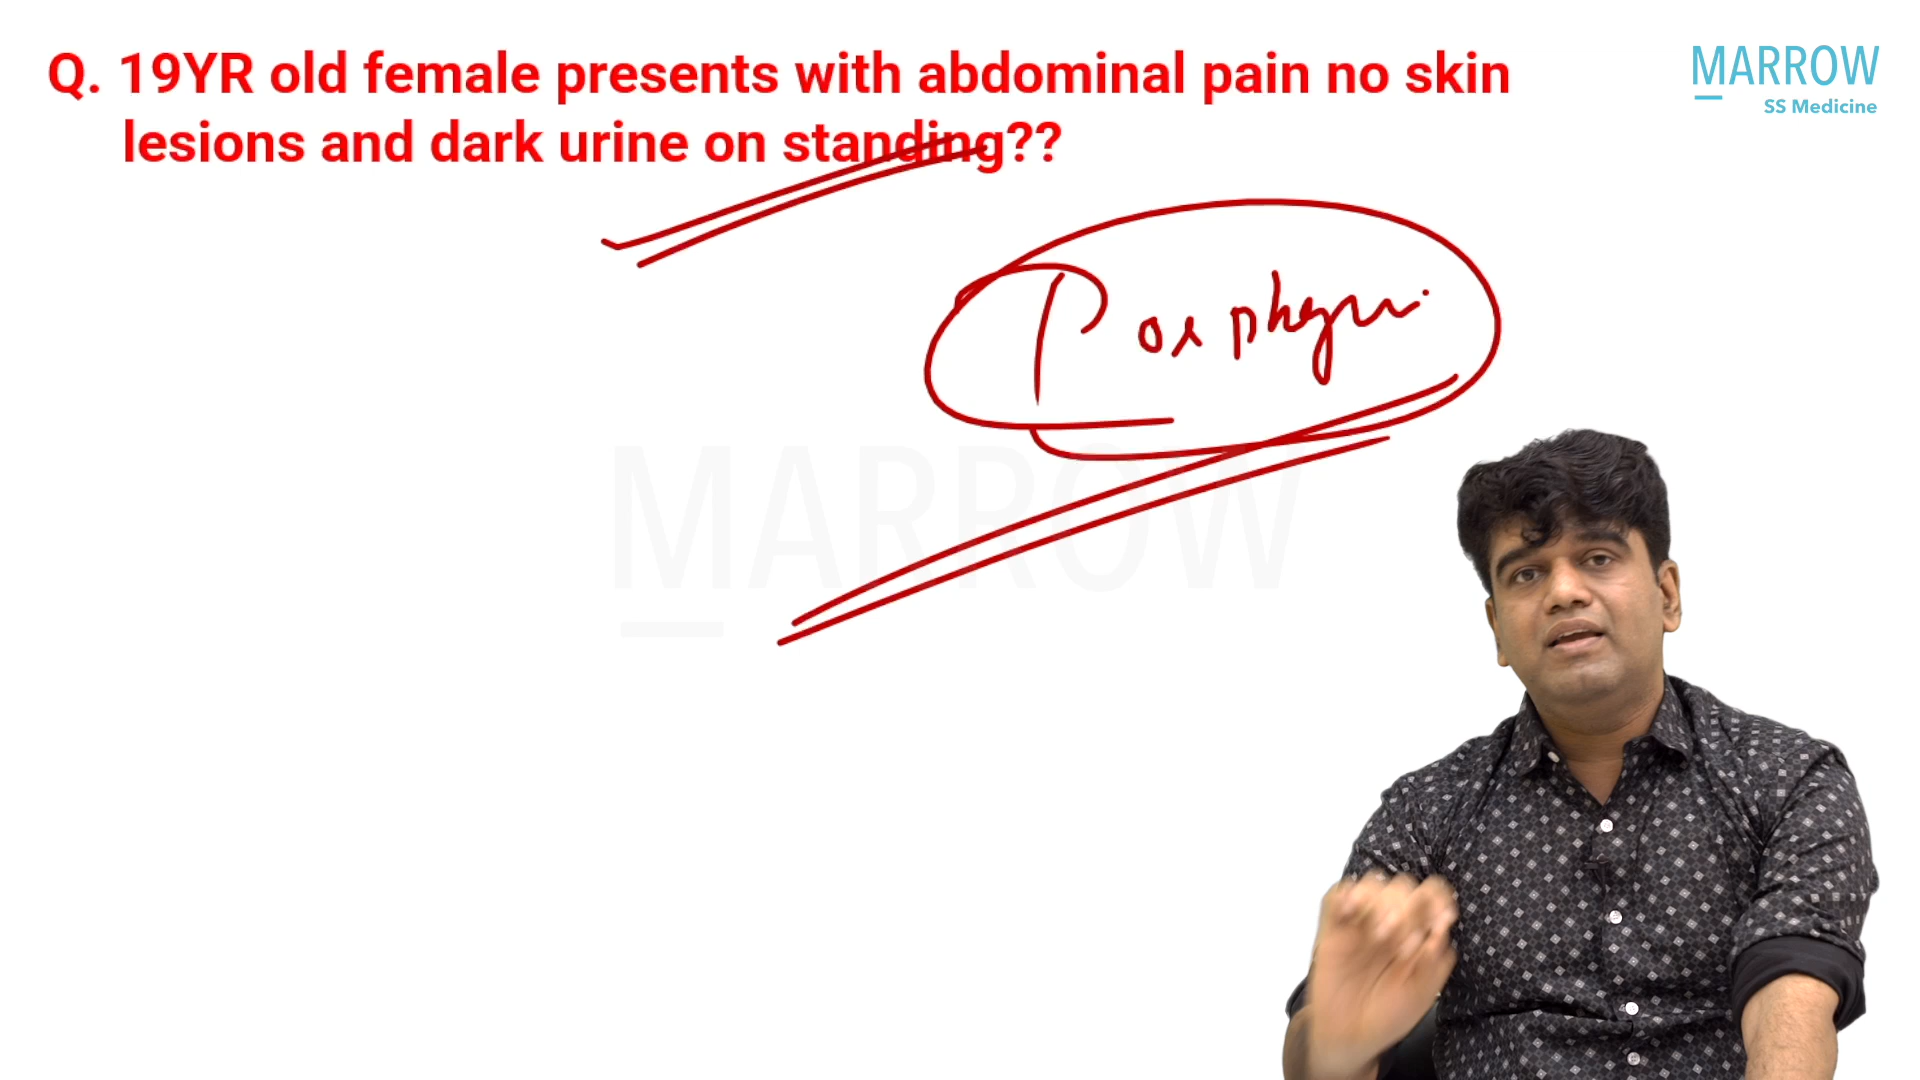 Q. 19YR old female presents with abdominal pain no skin
lesions and dark urine on standing??
MARROW
SS Medicine
MARROW